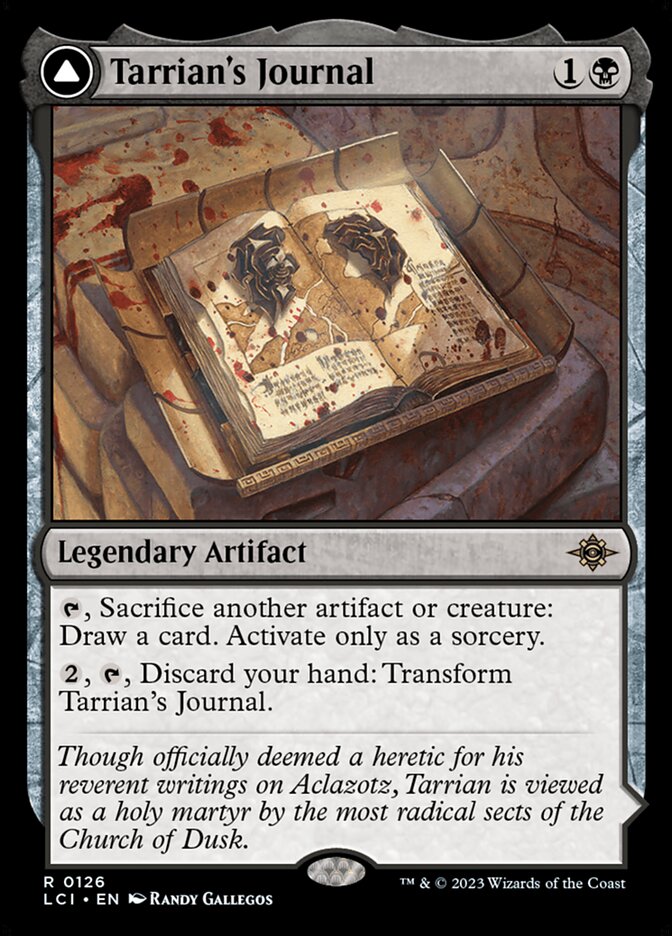 Tarrian's Journal 1
Legendary Artifact
, Sacrifice another artifact or creature:
Draw a card. Activate only as a sorcery.
2, , Discard your hand: Transform
Tarrian's Journal.
Though officially deemed a heretic for his
reverent writings on Aclazotz, Tarrian is viewed
as a holy martyr by the most radical sects of the
Church of Dusk.
R 0126
LCI • EN Randy Gallegos
™ & © 2023 Wizards of the Coast